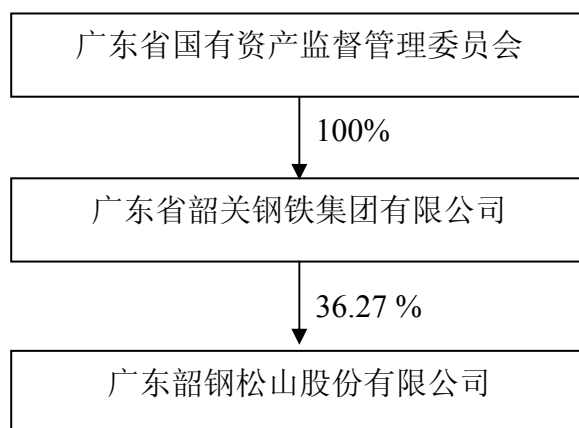 广东省国有资产监督管理委员会
100%
广东省韶关钢铁集团有限公司
36.27 %
广东韶钢松山股份有限公司